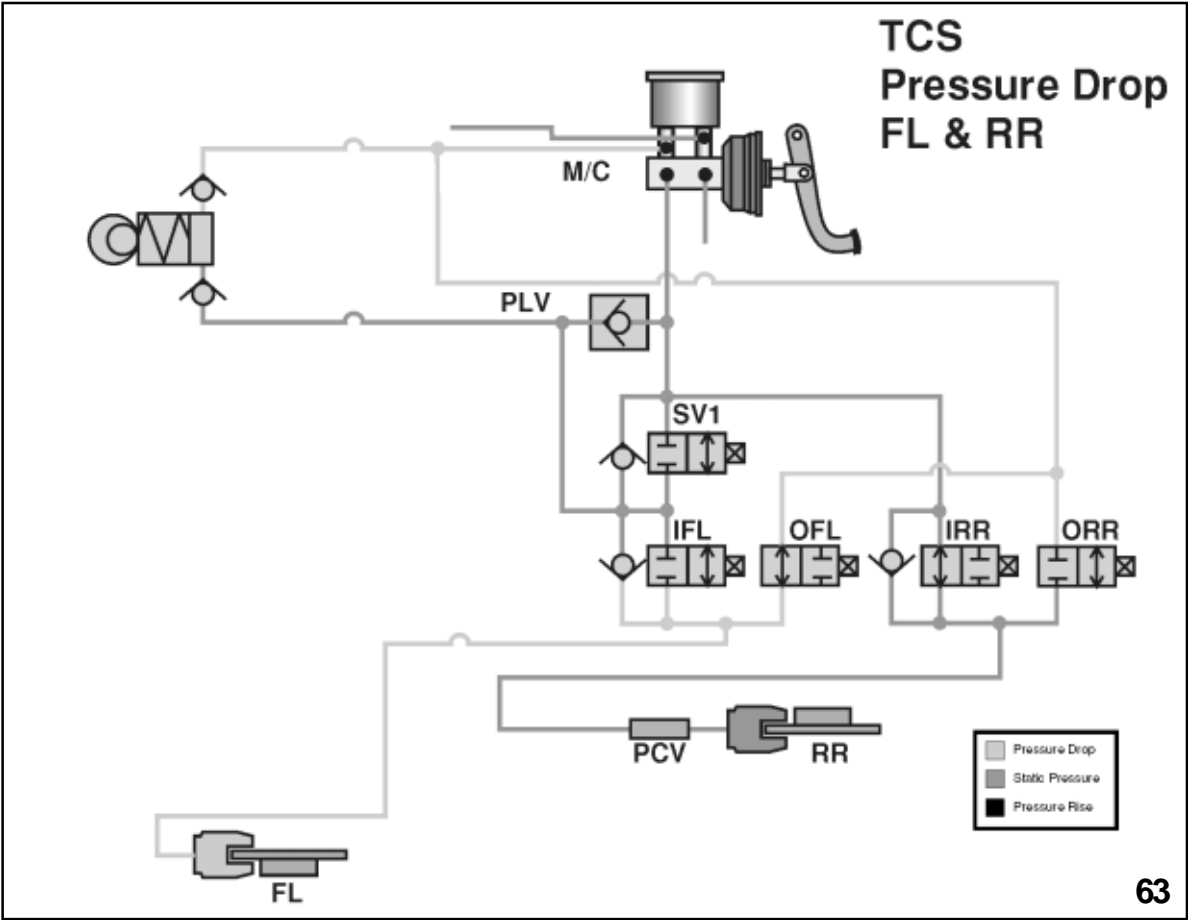 TCS
Pressure Drop
FL & RR
M/C
PLV
SV1
IFL
OFL
IRR
ORR
PCV
RR
FL
Pressure Drop
Static Pressure
Pressure Rise
63